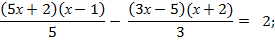 (5x + 2)(x − 1)/5 − (3x − 5)(x + 2)/3 = 2;